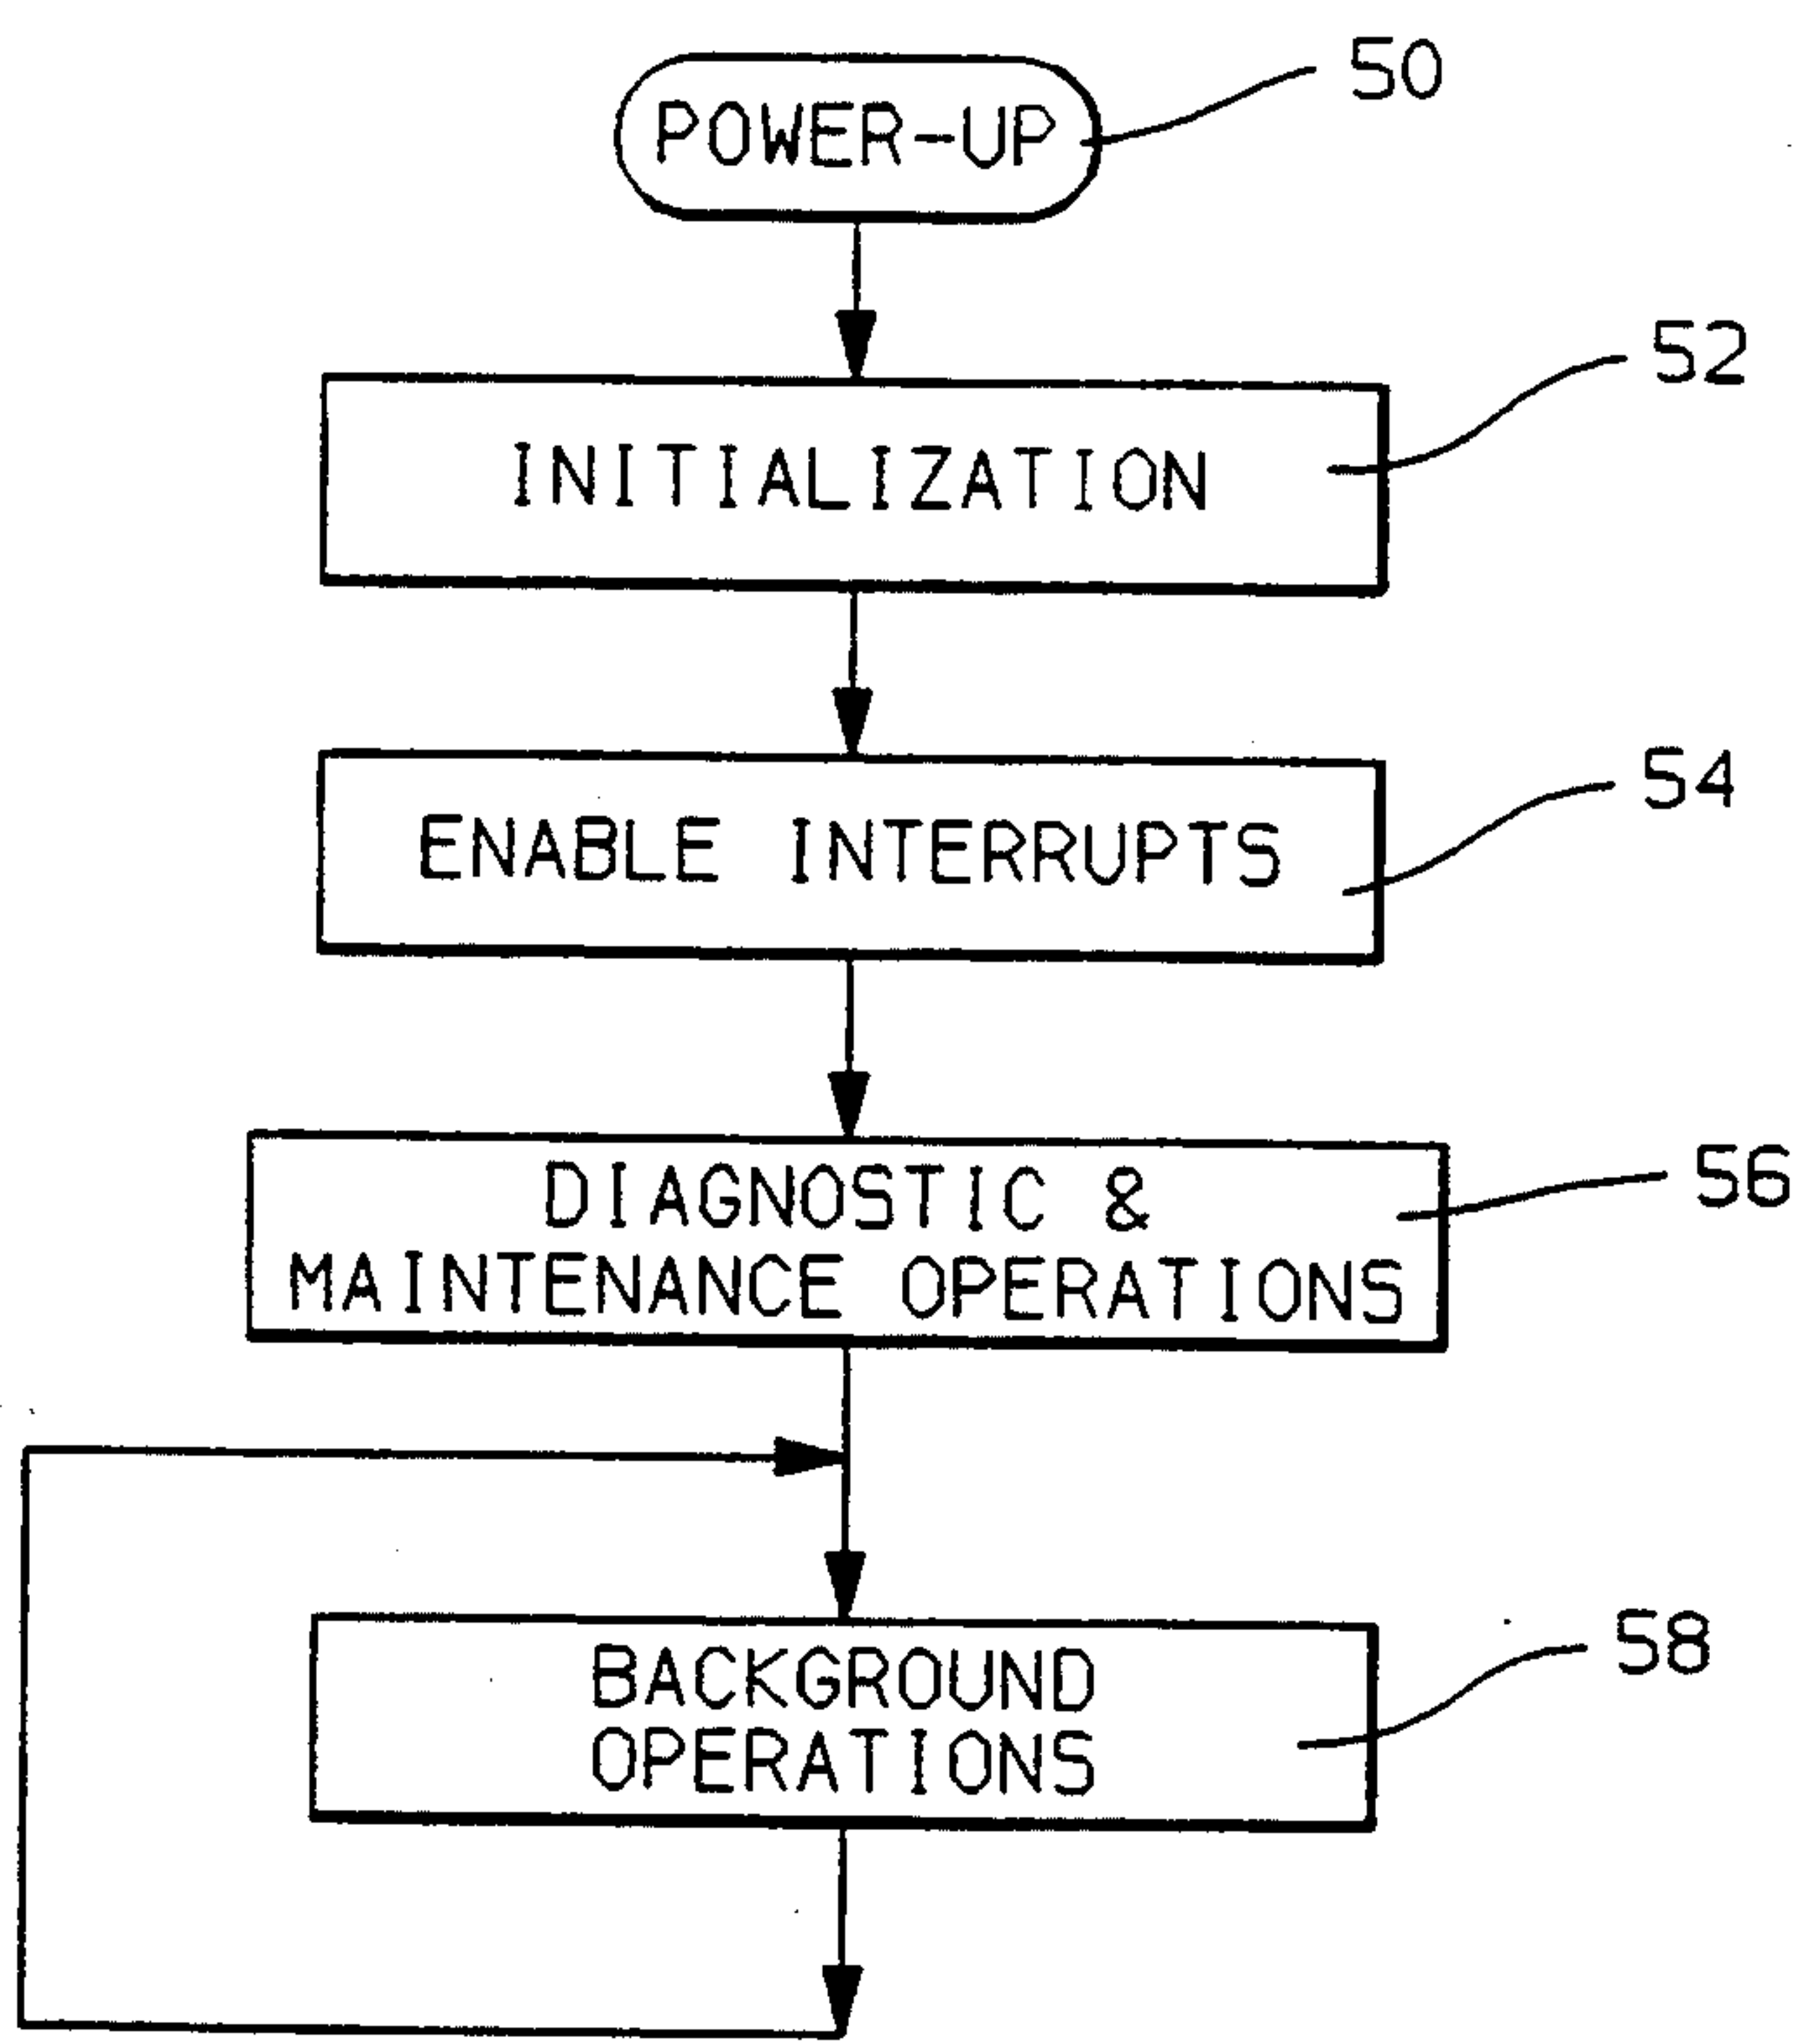 POWER-UP
50
INITIALIZATION
52
ENABLE INTERRUPTS
54
DIAGNOSTIC &
MAINTENANCE OPERATIONS
56
BACKGROUND
OPERATIONS
58